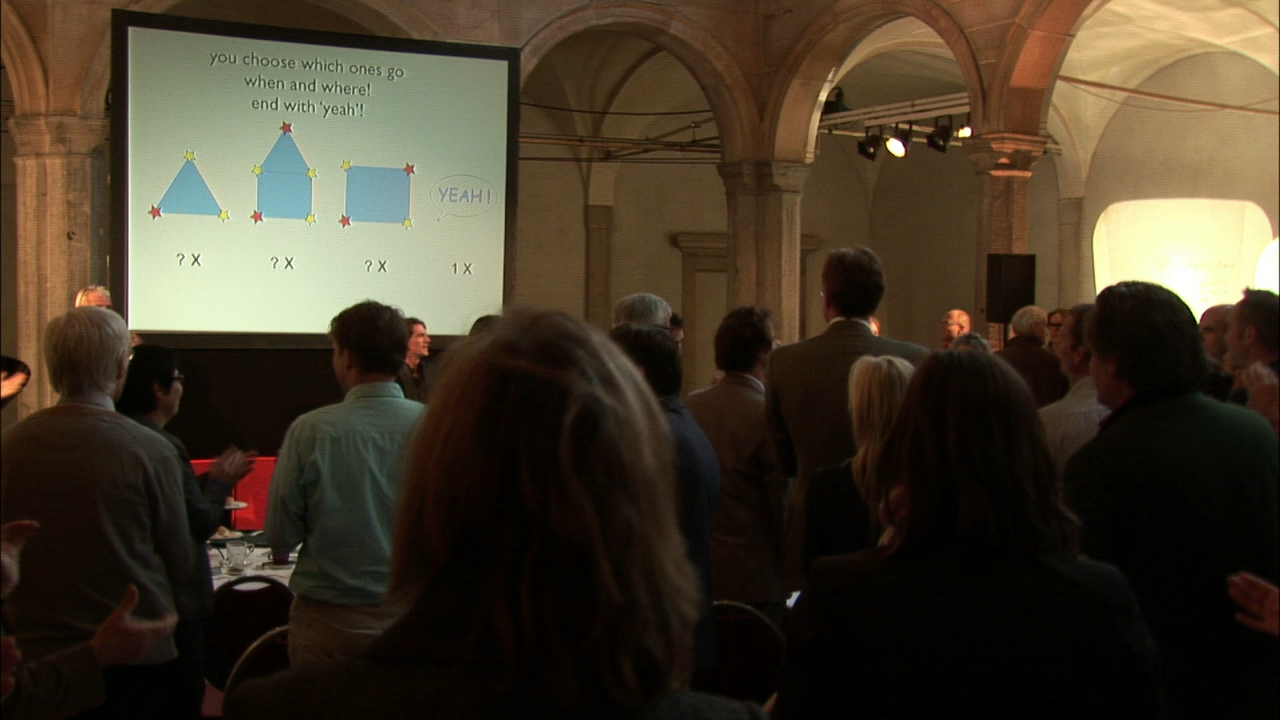 you choose which ones go
when and where!
end with 'yeah'!
YEAH!
? X
? X
? X
1 X